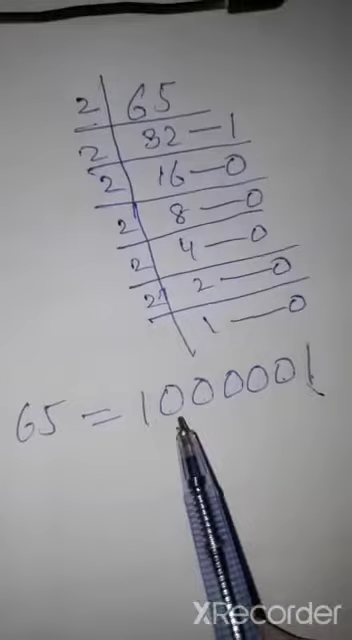 2 65
2 32 — 1
2 16 — 0
2 8 — 0
2 4 — 0
2 2 — 0
1 — 0
65 = 1000001
XRecorder